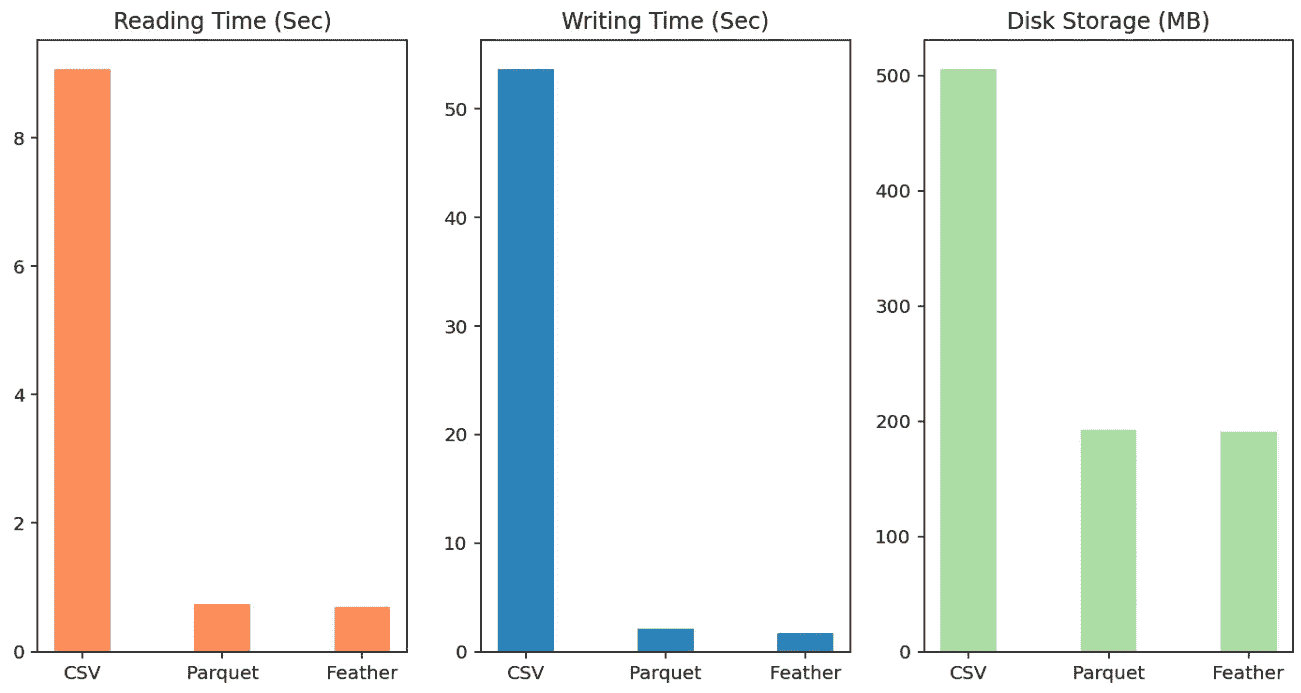 Reading Time (Sec)
8
6
4
2
0
CSV Parquet Feather
Writing Time (Sec)
50
40
30
20
10
0
CSV Parquet Feather
Disk Storage (MB)
500
400
300
200
100
0
CSV Parquet Feather